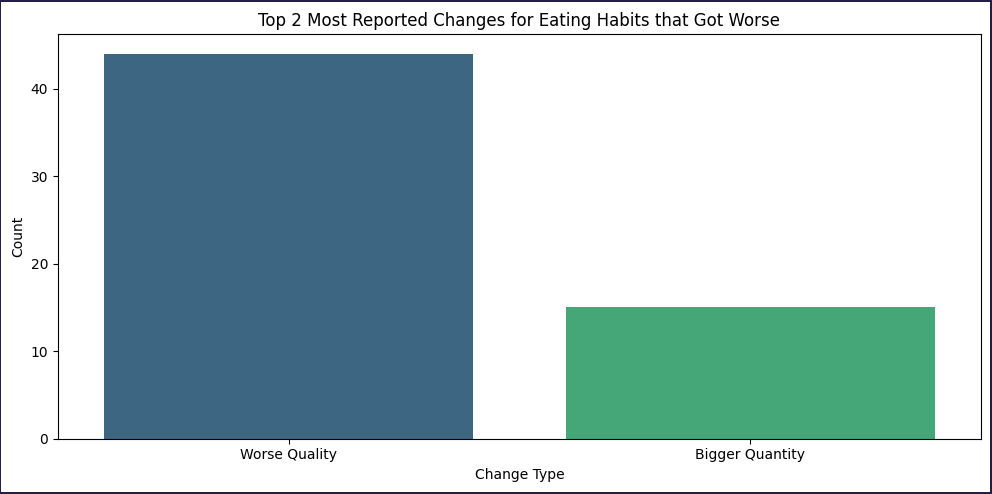 Top 2 Most Reported Changes for Eating Habits that Got Worse
Count
40
30
20
10
0
Worse Quality
Bigger Quantity
Change Type